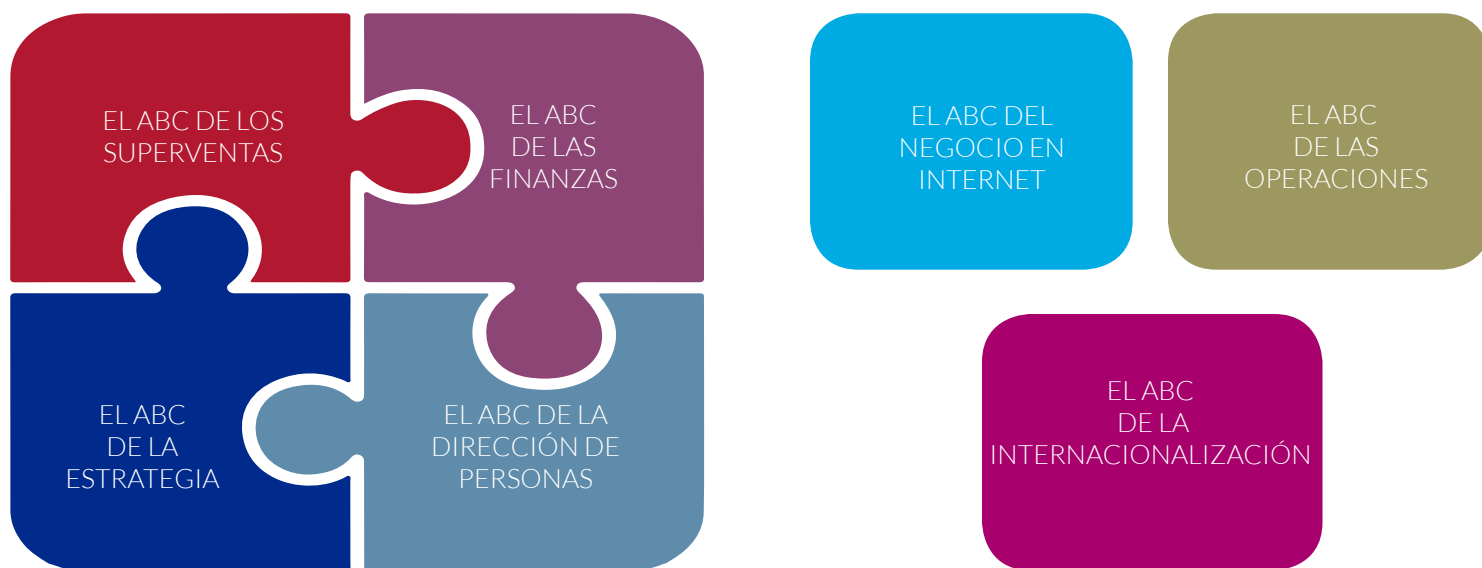 EL ABC DE LOS
SUPERVENTAS
EL ABC
DE LAS
FINANZAS
EL ABC
DE LA
ESTRATEGIA
EL ABC DE LA
DIRECCIÓN DE
PERSONAS
EL ABC DEL
NEGOCIO EN
INTERNET
EL ABC
DE LAS
OPERACIONES
EL ABC
DE LA
INTERNACIONALIZACIÓN